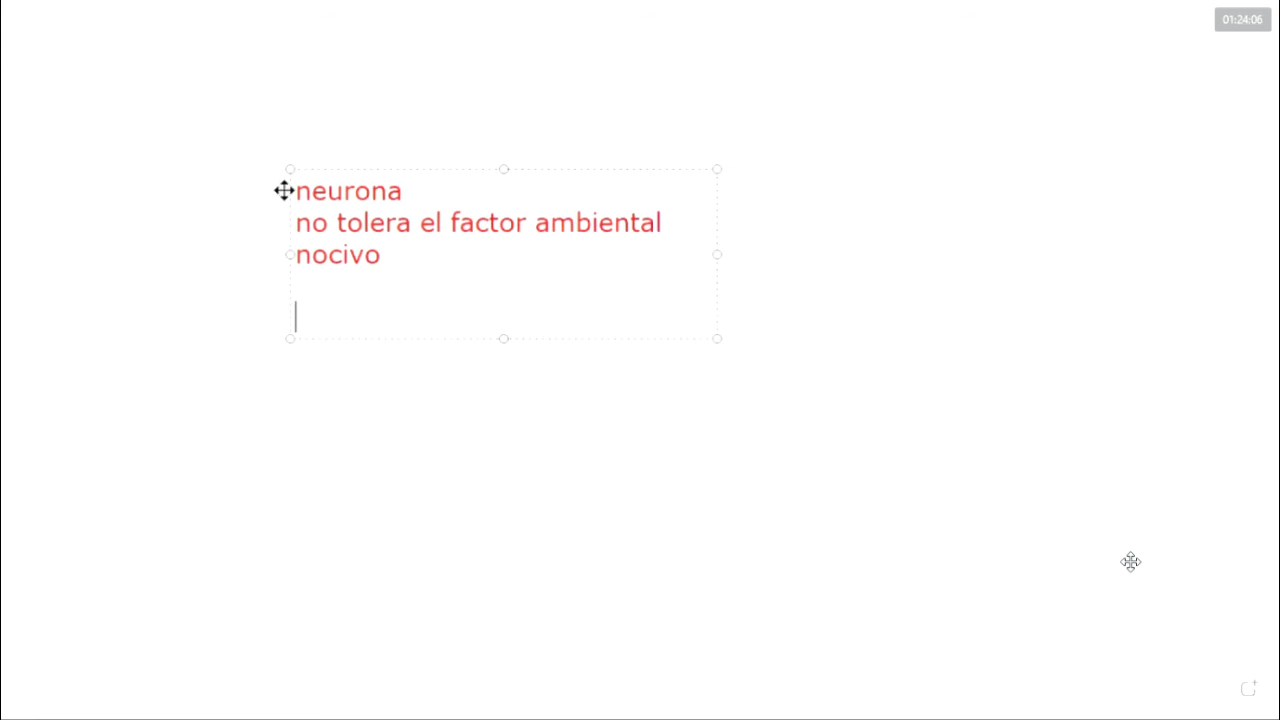 01:24:06
neurona
no tolera el factor ambiental
nocivo